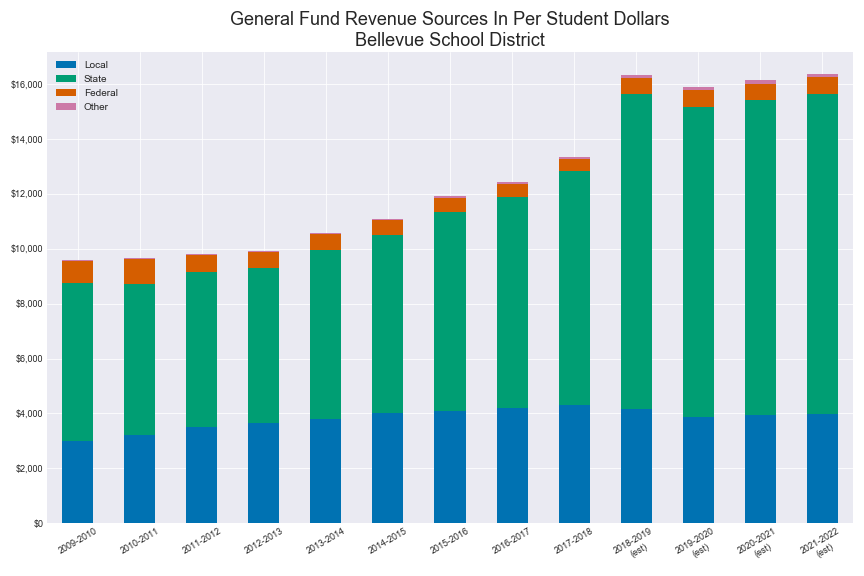 General Fund Revenue Sources In Per Student Dollars
Bellevue School District
Local
State
Federal
Other
$16,000
$14,000
$12,000
$10,000
$8,000
$6,000
$4,000
$2,000
$0
2009-2010
2010-2011
2011-2012
2012-2013
2013-2014
2014-2015
2015-2016
2016-2017
2017-2018
2018-2019
(est)
2019-2020
(est)
2020-2021
(est)
2021-2022
(est)